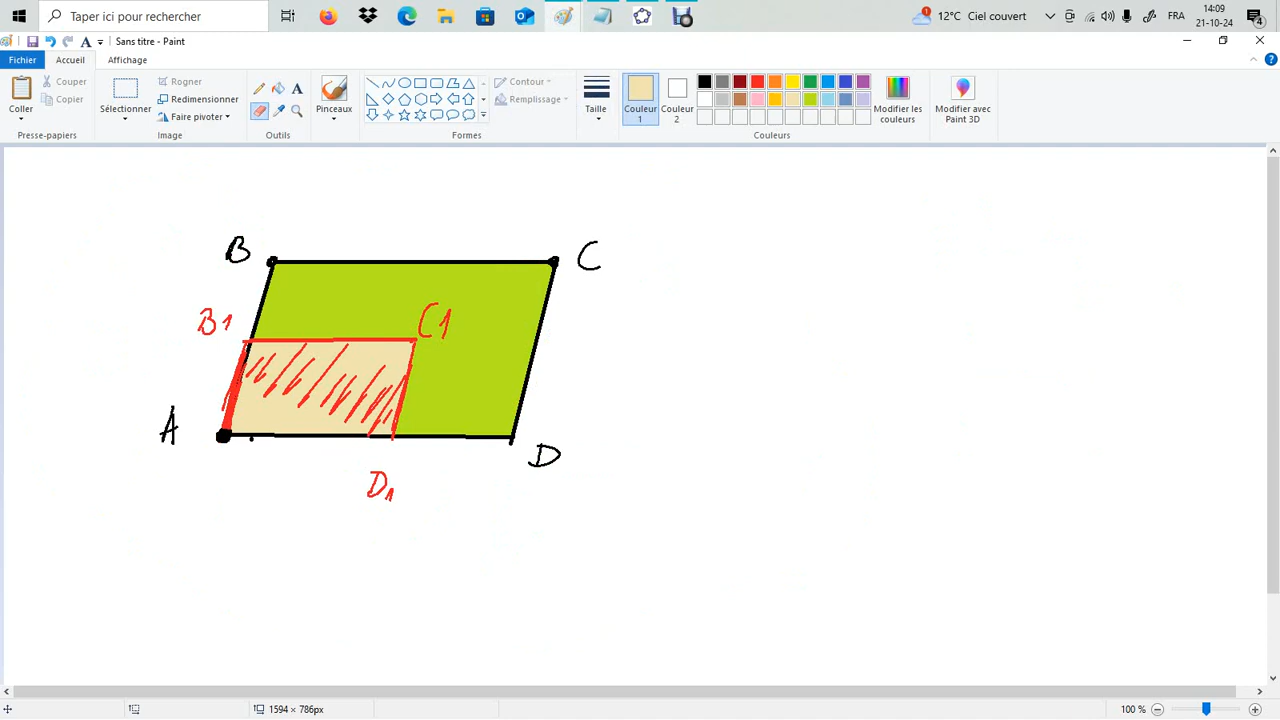 Taper ici pour rechercher
12°C Ciel couvert
FRA
14:09
21-10-24
4
Sans titre - Paint
Fichier
Accueil
Affichage
Coller
Couper
Copier
Presse-papiers
Sélectionner
Rogner
Redimensionner
Faire pivoter
Image
A
Outils
Pinceaux
Contour
Remplissage
Formes
Taille
Couleur
1
Couleur
2
Modifier les
couleurs
Couleurs
Modifier avec
Paint 3D
B
C
B1
C1
A
D
D1
1594 × 786px
100 %